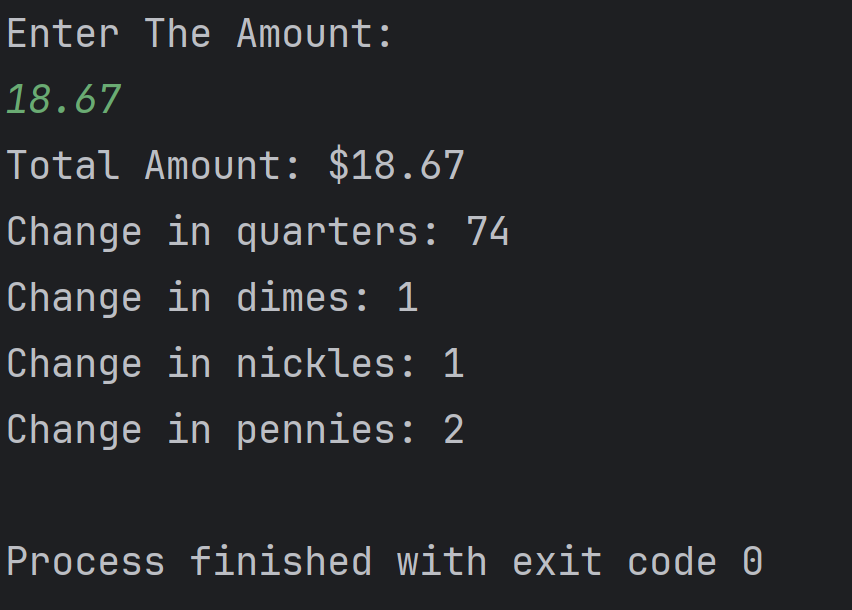 Enter The Amount:
18.67
Total Amount: $18.67
Change in quarters: 74
Change in dimes: 1
Change in nickles: 1
Change in pennies: 2
Process finished with exit code 0